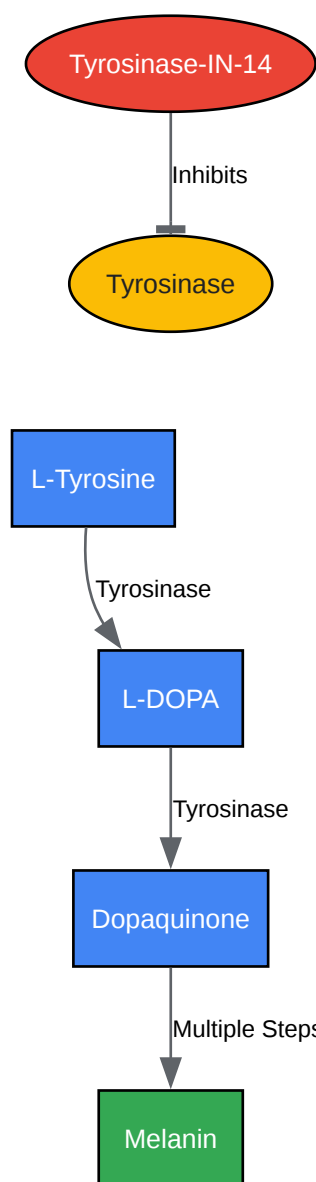 Tyrosinase-IN-14
Inhibits
Tyrosinase
L-Tyrosine
Tyrosinase
L-DOPA
Tyrosinase
Dopaquinone
Multiple Steps
Melanin